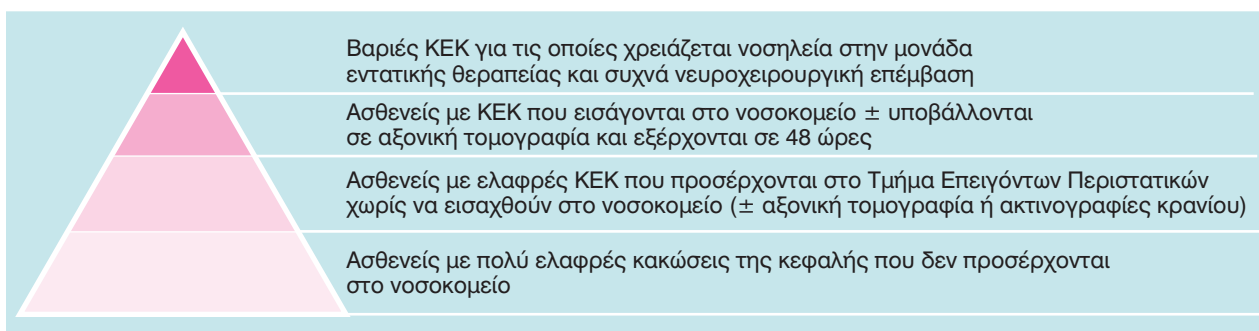 Βαριές ΚΕΚ για τις οποίες χρειάζεται νοσηλεία στην μονάδα
εντατικής θεραπείας και συχνά νευροχειρουργική επέμβαση
Ασθενείς με ΚΕΚ που εισάγονται στο νοσοκομείο ± υποβάλλονται
σε αξονική τομογραφία και εξέρχονται σε 48 ώρες
Ασθενείς με ελαφρές ΚΕΚ που προσέρχονται στο Τμήμα Επειγόντων Περιστατικών
χωρίς να εισαχθούν στο νοσοκομείο (± αξονική τομογραφία ή ακτινογραφίες κρανίου)
Ασθενείς με πολύ ελαφρές κακώσεις της κεφαλής που δεν προσέρχονται
στο νοσοκομείο